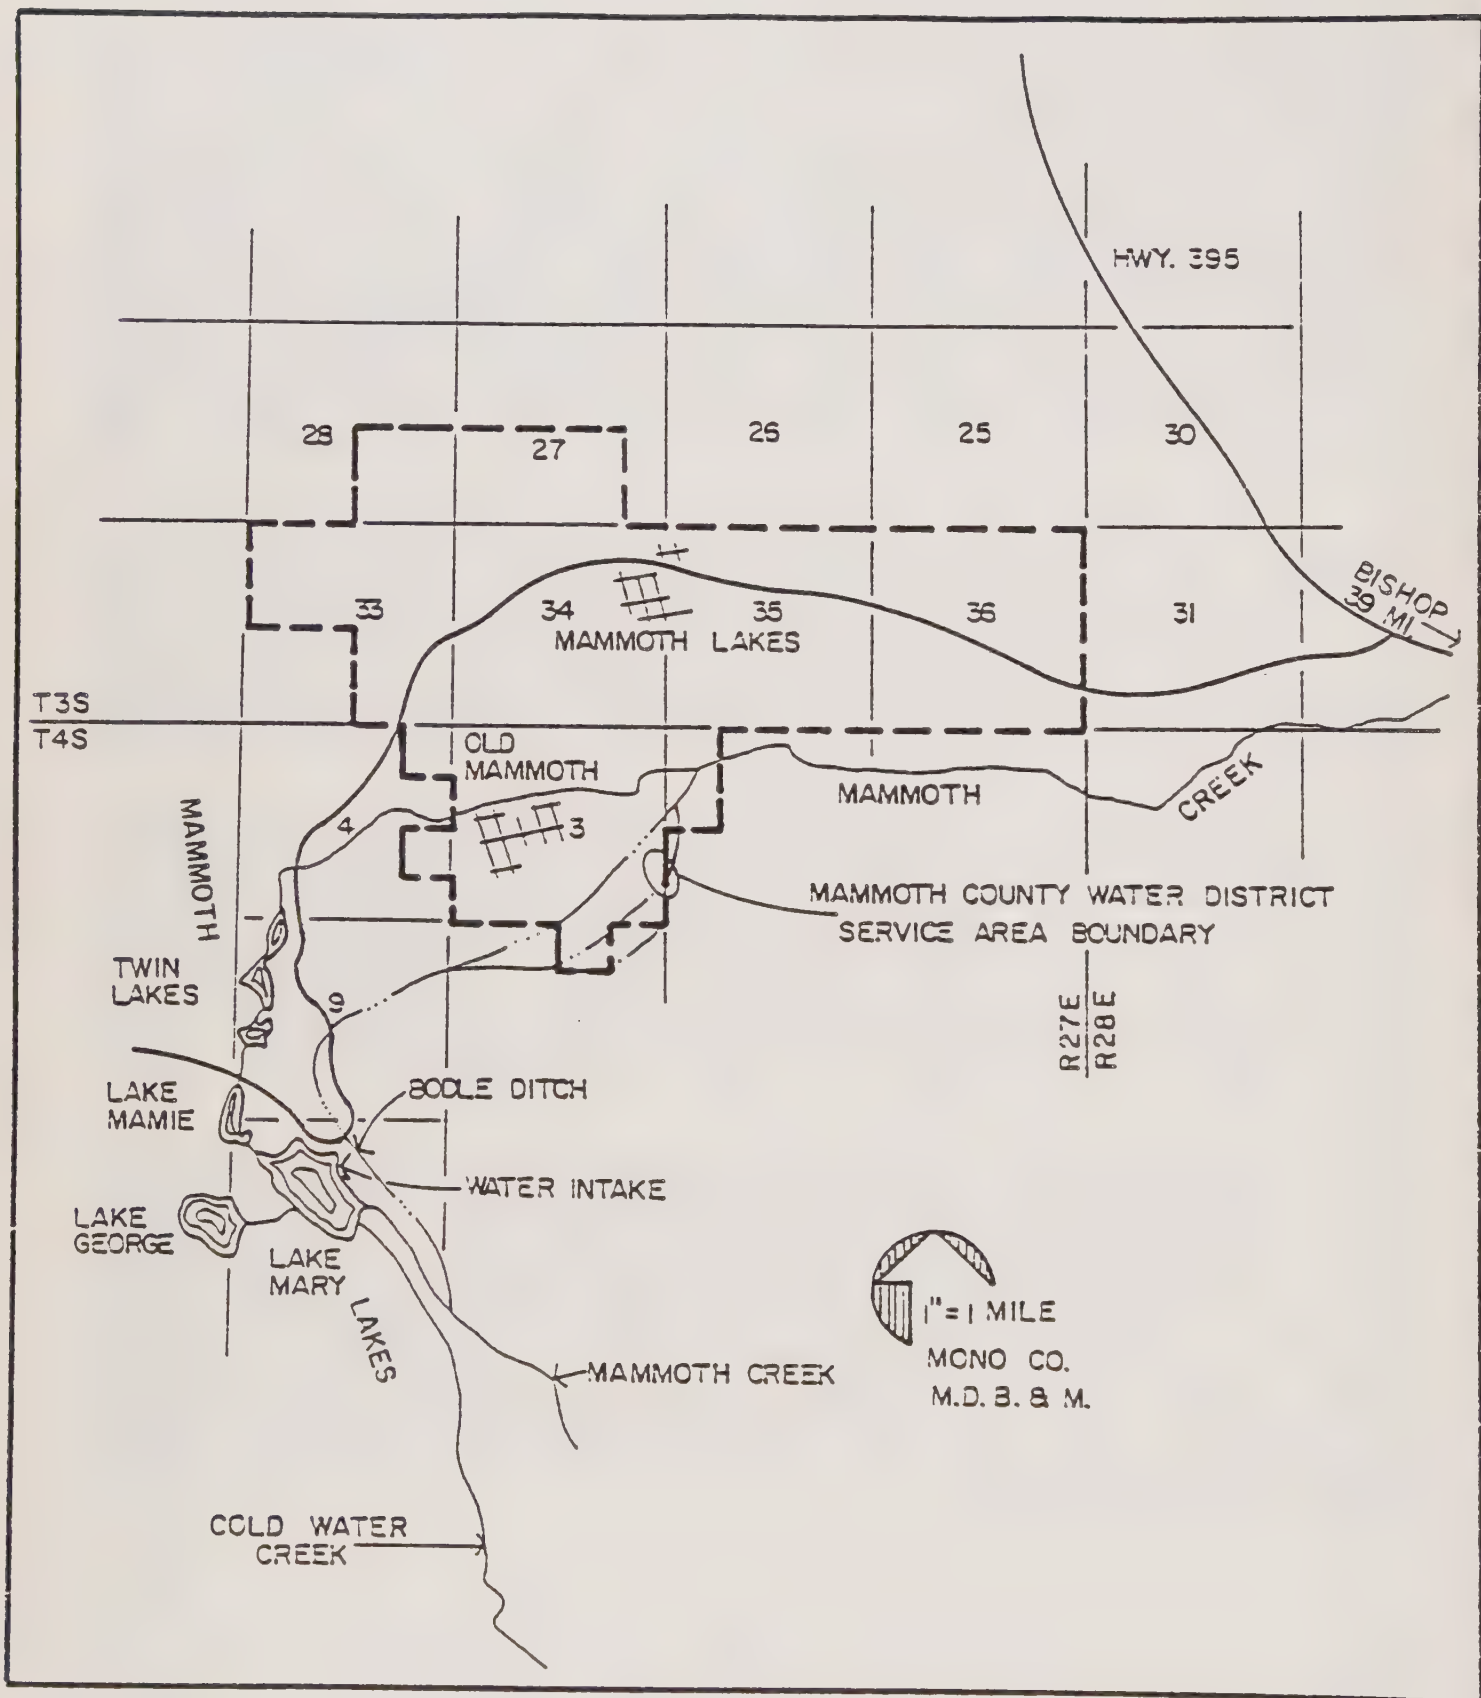 HWY. 395
28
27
26
25
30
BISHOP
39 MI.
33
34
35
36
31
MAMMOTH LAKES
T3S
T4S
OLD
MAMMOTH
MAMMOTH
CREEK
4
3
MAMMOTH
MAMMOTH COUNTY WATER DISTRICT
SERVICE AREA BOUNDARY
TWIN
LAKES
9
R27E
R28E
LAKE
MAMIE
BODLE DITCH
WATER INTAKE
LAKE
GEORGE
LAKE
MARY
LAKES
1" = 1 MILE
MONO CO.
M.D. B. & M.
MAMMOTH CREEK
COLD WATER
CREEK